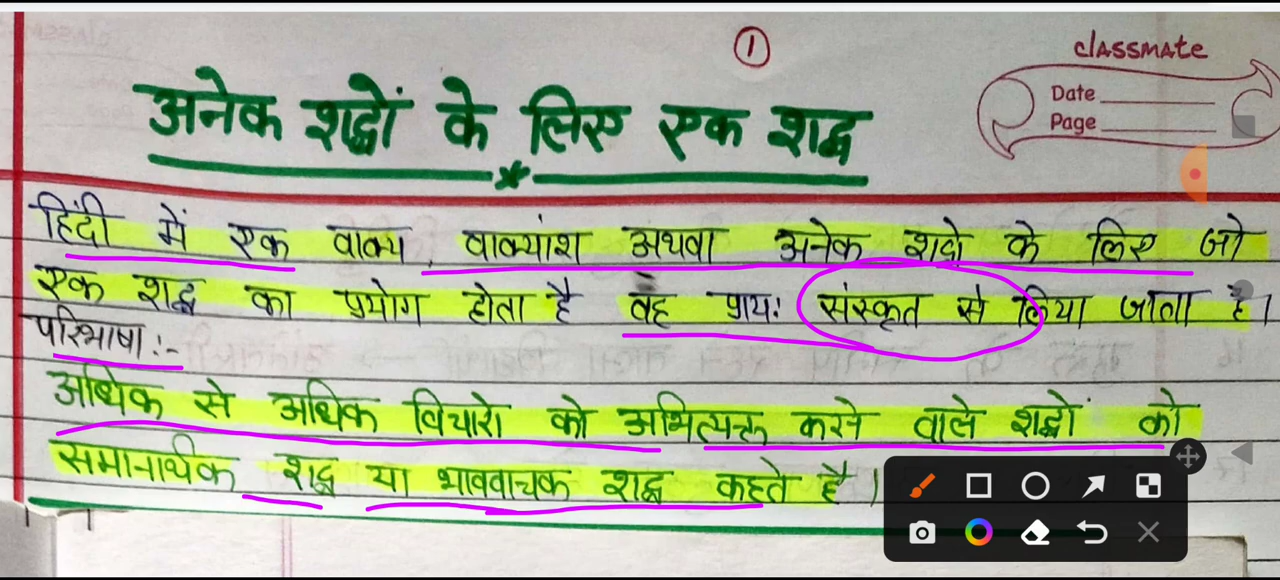 ①
classmate
Date
Page
अनेक शब्दों के लिए एक शब्द
हिंदी में एक वाक्य, वाक्यांश अथवा अनेक शब्दो के लिए जो
एक शब्द का प्रयोग होता है वह प्राय: संस्कृत से लिया जाता है।
परिभाषा :-
अधिक से अधिक विचारो को अभिव्यक्त करने वाले शब्दों को
समानार्थक शब्द या भाववाचक शब्द कहते है।